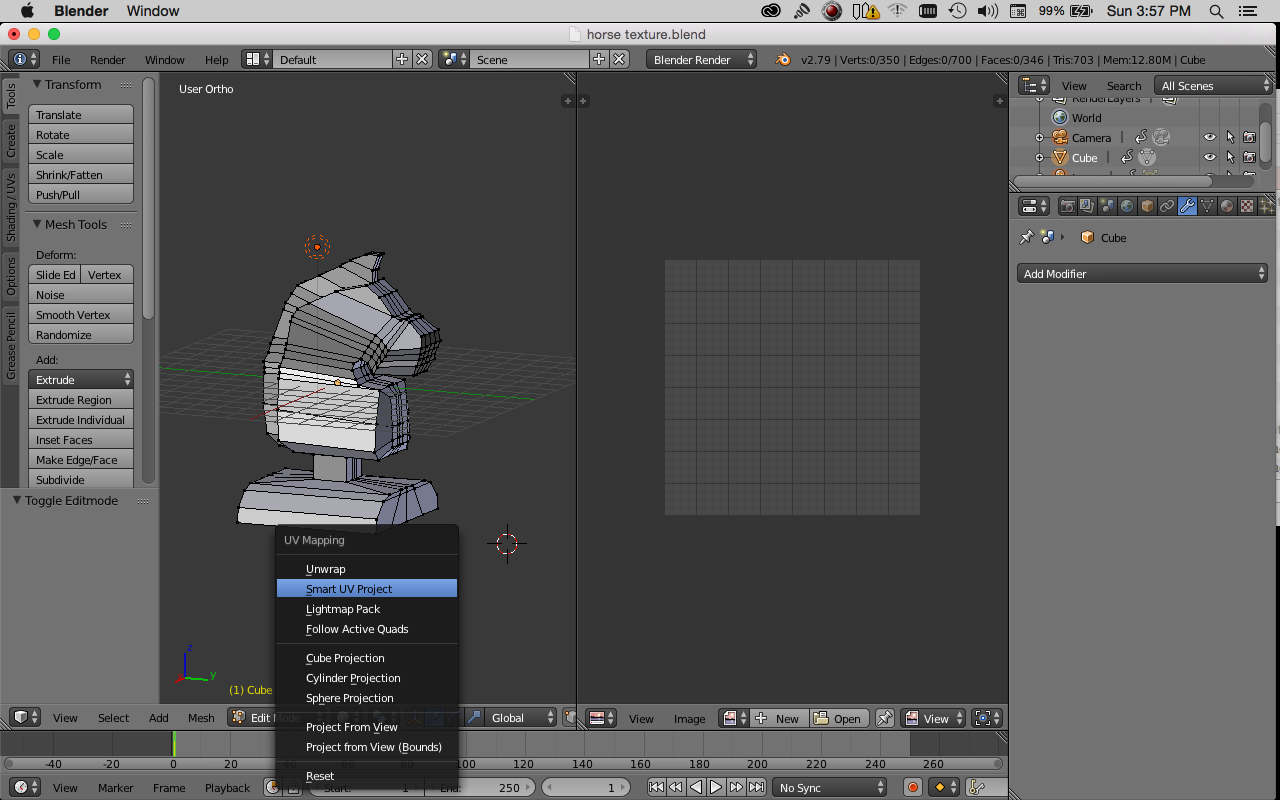 Blender Window 99% Sun 3:57 PM
horse texture.blend
File Render Window Help Default Scene Blender Render v2.79 | Verts:0/350 | Edges:0/700 | Faces:0/346 | Tris:703 | Mem:12.80M | Cube
Tools
Create
Shading / UVs
Options
Grease Pencil
Transform
Translate
Rotate
Scale
Shrink/Fatten
Push/Pull
Mesh Tools
Deform:
Slide Ed Vertex
Noise
Smooth Vertex
Randomize
Add:
Extrude
Extrude Region
Extrude Individual
Inset Faces
Make Edge/Face
Subdivide
Toggle Editmode
User Ortho
z
x
y
(1) Cube
UV Mapping
Unwrap
Smart UV Project
Lightmap Pack
Follow Active Quads
Cube Projection
Cylinder Projection
Sphere Projection
Project From View
Project from View (Bounds)
Reset
View Search All Scenes
RenderLayers
World
Camera
Cube
Cube
Add Modifier
View Select Add Mesh Edit Mode Global
View Image New Open View
-40 -20 0 20 40 60 80 100 120 140 160 180 200 220 240 260
View Marker Frame Playback Start: 1 End: 250 1 No Sync